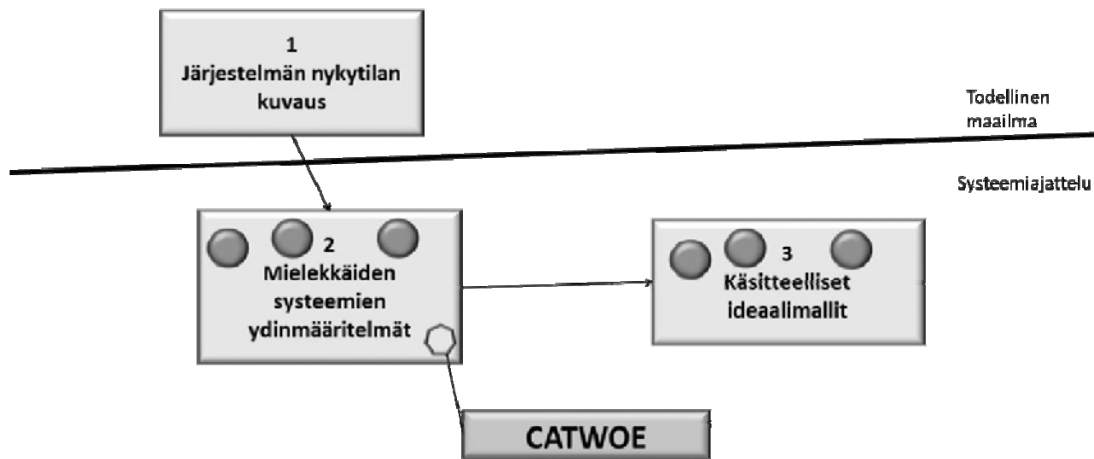 1
Järjestelmän nykytilan
kuvaus
Todellinen
maailma
Systeemiajattelu
2
Mielekkäiden
systeemien
ydinmääritelmät
3
Käsitteelliset
ideaalimallit
CATWOE